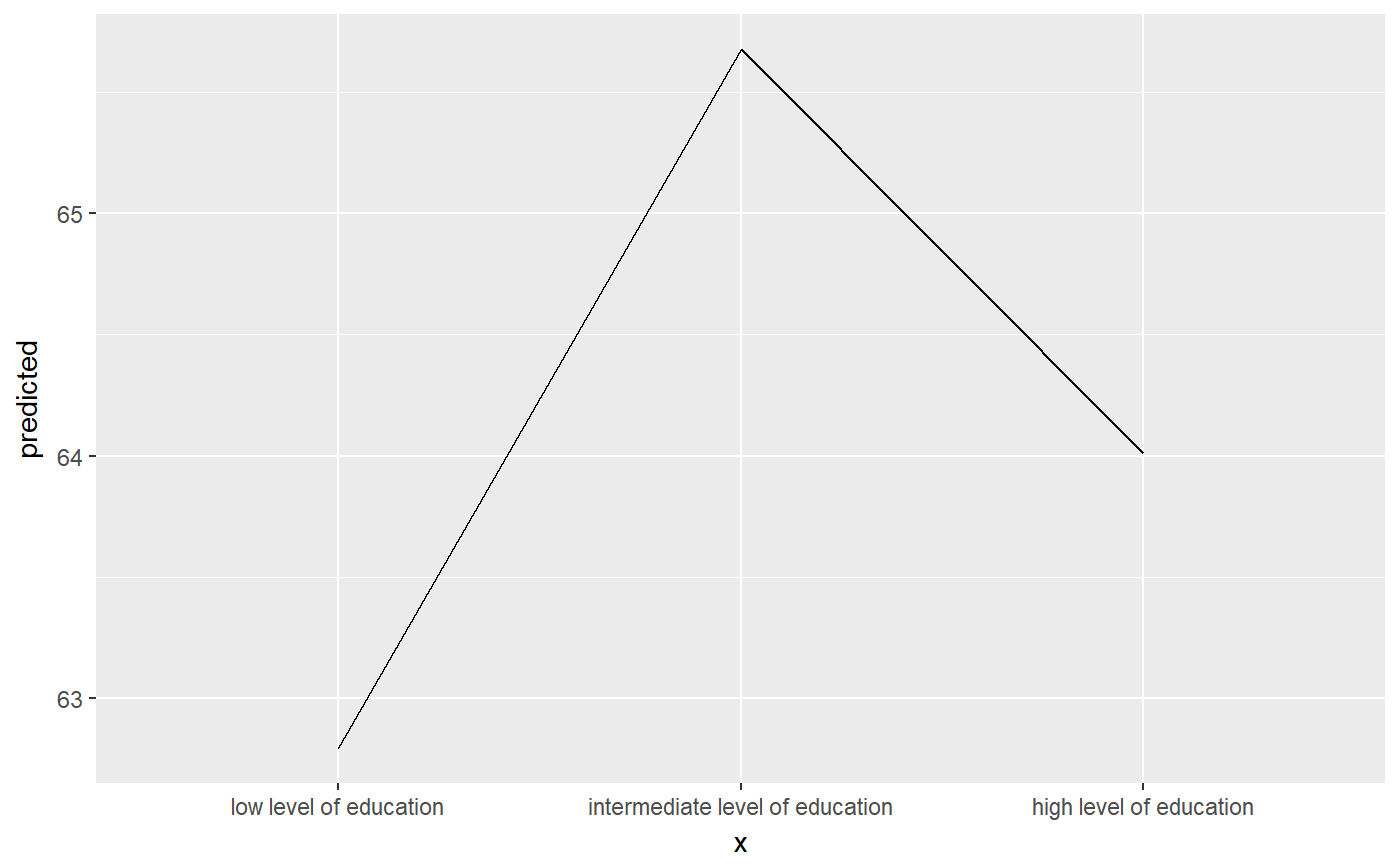 predicted
65
64
63
low level of education intermediate level of education high level of education
x